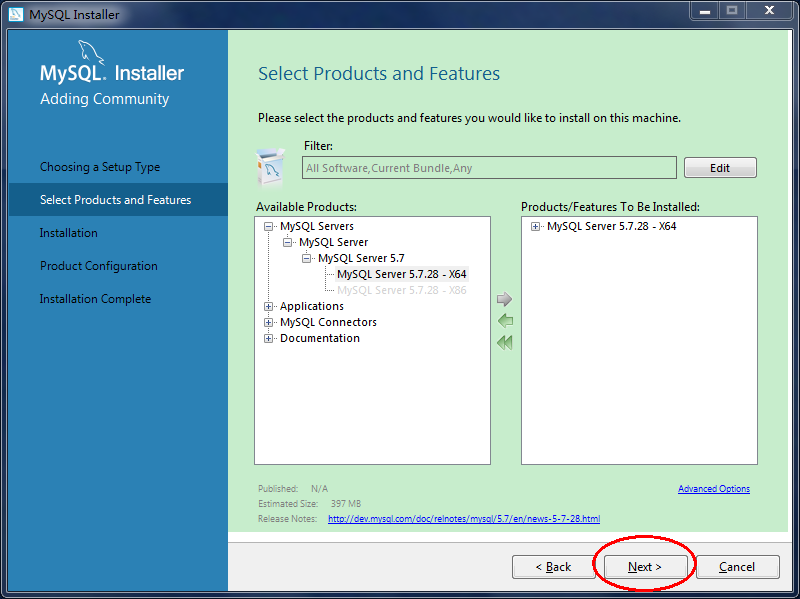 MySQL Installer
MySQL. Installer
Adding Community
Choosing a Setup Type
Select Products and Features
Installation
Product Configuration
Installation Complete
Select Products and Features
Please select the products and features you would like to install on this machine.
Filter:
All Software,Current Bundle,Any
Edit
Available Products:
MySQL Servers
MySQL Server
MySQL Server 5.7
MySQL Server 5.7.28 - X64
MySQL Server 5.7.28 - X86
Applications
MySQL Connectors
Documentation
Products/Features To Be Installed:
MySQL Server 5.7.28 - X64
Published: N/A
Estimated Size: 397 MB
Release Notes: http://dev.mysql.com/doc/relnotes/mysql/5.7/en/news-5-7-28.html
Advanced Options
< Back
Next >
Cancel